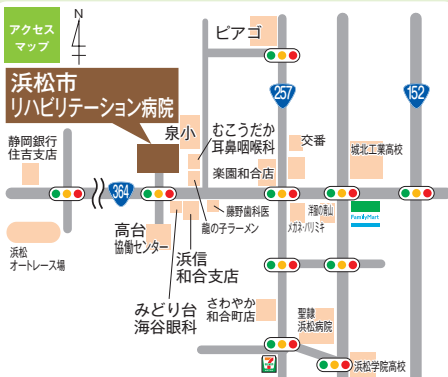 アクセス
マップ
N
ピアゴ
257
152
浜松市
リハビリテーション病院
泉小
むこうだか
耳鼻咽喉科
交番
静岡銀行
住吉支店
楽園和合店
城北工業高校
364
藤野歯科医
洋服の青山
FamilyMart
メガネ・パリミキ
龍の子ラーメン
高台
協働センター
浜信
和合支店
浜松
オートレース場
みどり台
海谷眼科
さわやか
和合町店
聖隷
浜松病院
浜松学院高校